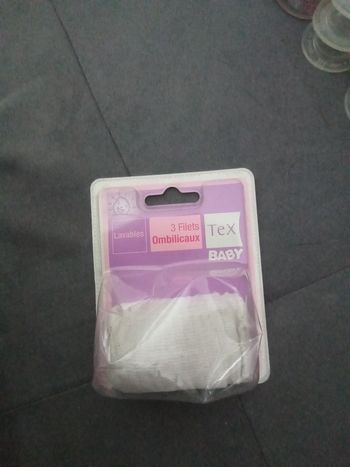 Lavables
3 Filets
Ombilicaux
TeX
BABY